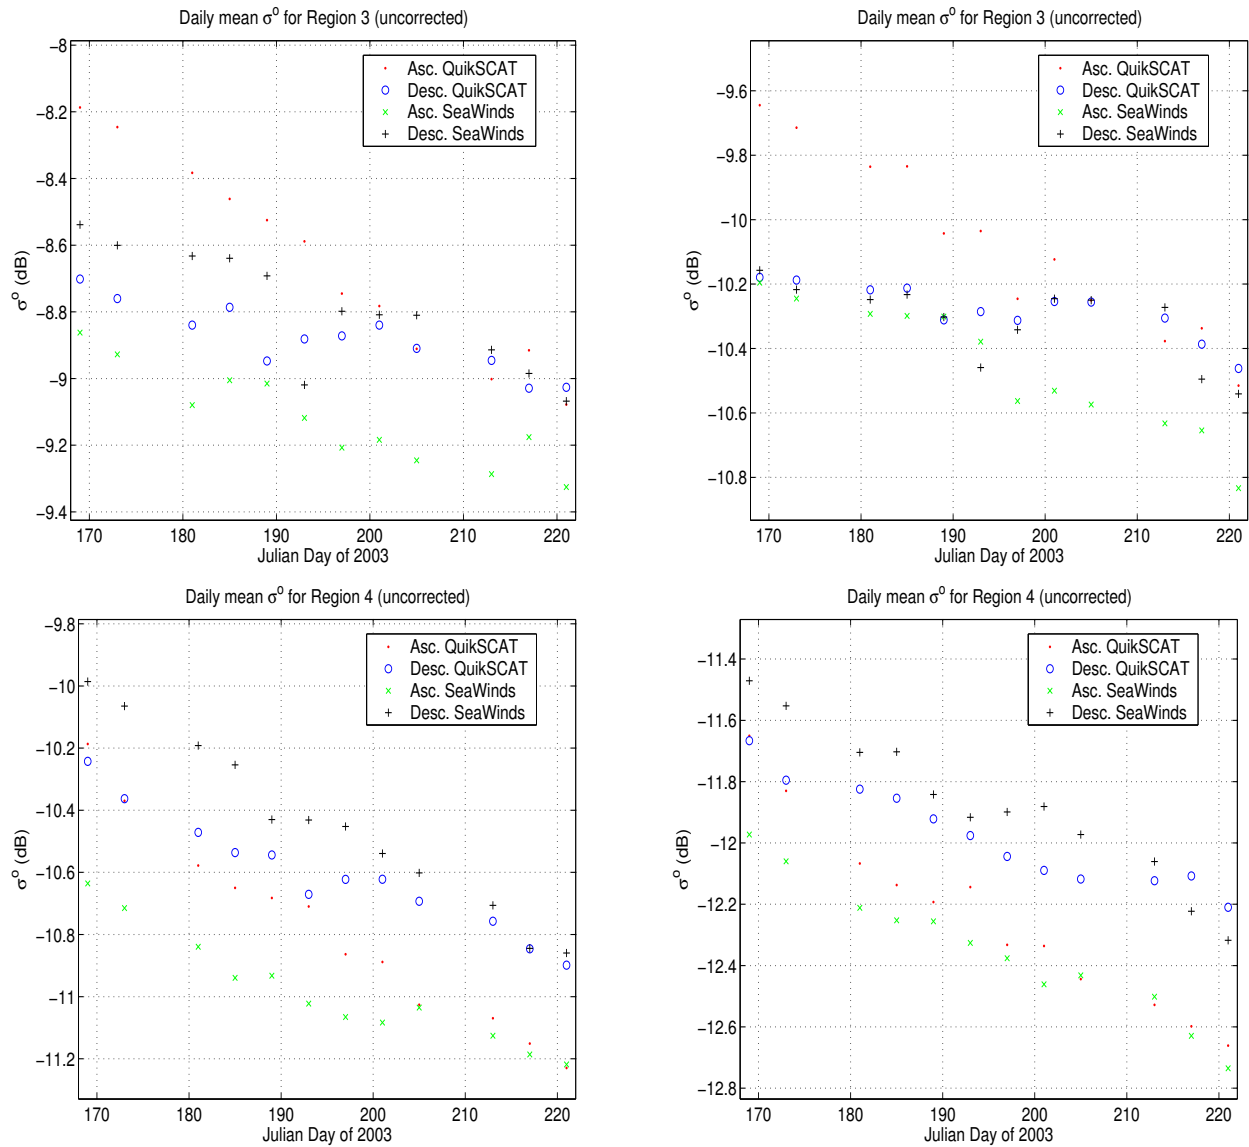 Daily mean σ° for Region 3 (uncorrected)
−8
−8.2
−8.4
−8.6
−8.8
−9
−9.2
−9.4
σ° (dB)
Asc. QuikSCAT
Desc. QuikSCAT
Asc. SeaWinds
Desc. SeaWinds
170 180 190 200 210 220
Julian Day of 2003
Daily mean σ° for Region 3 (uncorrected)
−9.6
−9.8
−10
−10.2
−10.4
−10.6
−10.8
σ° (dB)
Asc. QuikSCAT
Desc. QuikSCAT
Asc. SeaWinds
Desc. SeaWinds
170 180 190 200 210 220
Julian Day of 2003
Daily mean σ° for Region 4 (uncorrected)
−9.8
−10
−10.2
−10.4
−10.6
−10.8
−11
−11.2
σ° (dB)
Asc. QuikSCAT
Desc. QuikSCAT
Asc. SeaWinds
Desc. SeaWinds
170 180 190 200 210 220
Julian Day of 2003
Daily mean σ° for Region 4 (uncorrected)
−11.4
−11.6
−11.8
−12
−12.2
−12.4
−12.6
−12.8
σ° (dB)
Asc. QuikSCAT
Desc. QuikSCAT
Asc. SeaWinds
Desc. SeaWinds
170 180 190 200 210 220
Julian Day of 2003